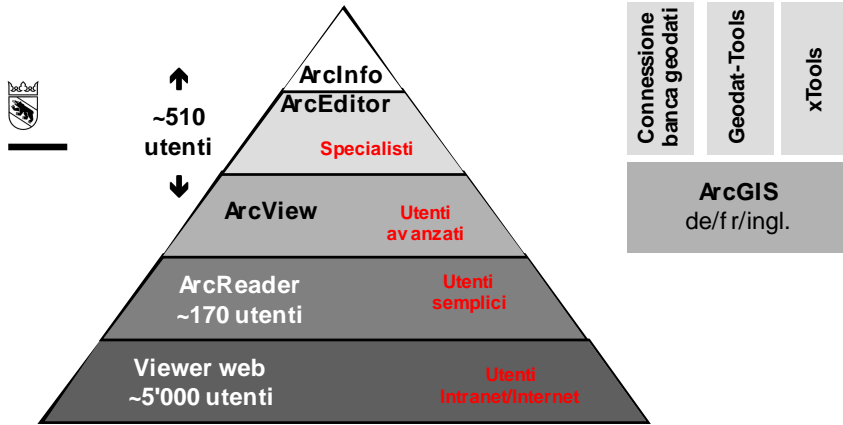 ArcInfo
ArcEditor
Specialisti
~510
utenti
ArcView
Utenti
avanzati
ArcReader
~170 utenti
Utenti
semplici
Viewer web
~5'000 utenti
Utenti
Intranet/Internet
Connessione
banca geodati
Geodat-Tools
xTools
ArcGIS
de/fr/ingl.